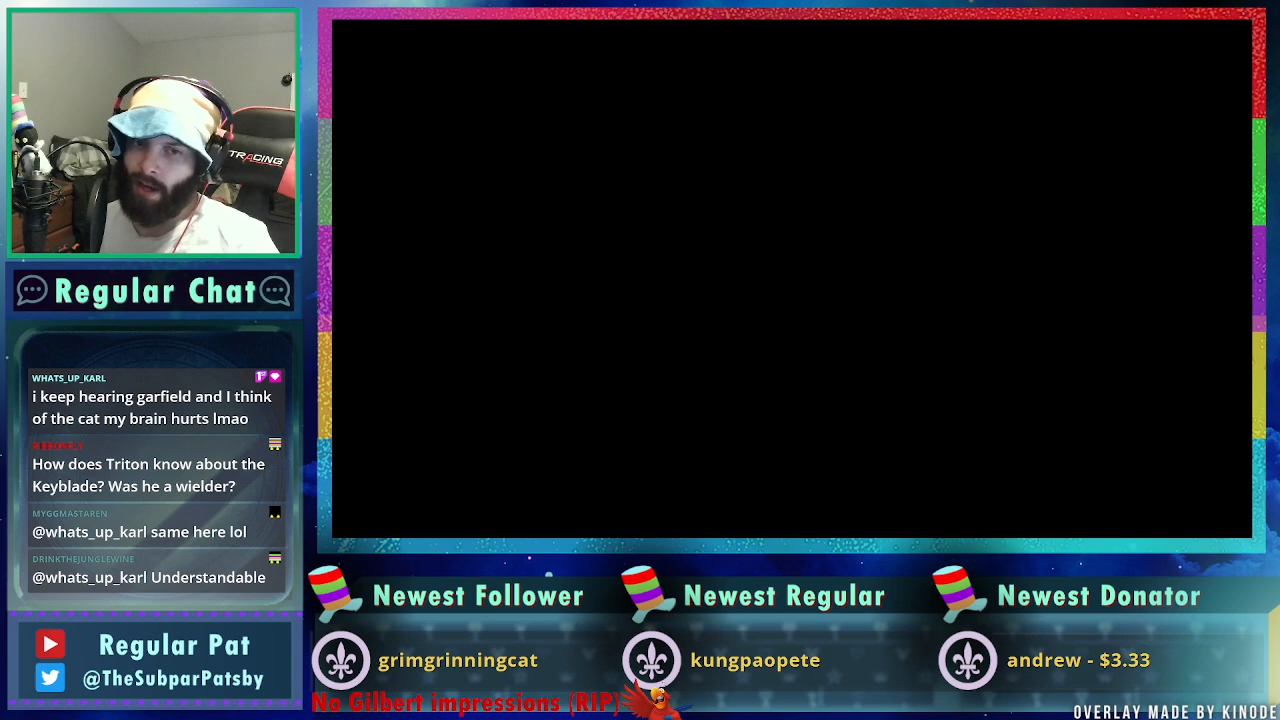 TRACING
Regular Chat
WHATS_UP_KARL
i keep hearing garfield and I think
of the cat my brain hurts lmao
How does Triton know about the
Keyblade? Was he a wielder?
MYGGMASTAREN
@whats_up_karl same here lol
DRINKTHEJUNGLEWINE
@whats_up_karl Understandable
Regular Pat
@TheSubparPatsby
Newest Follower
Newest Regular
Newest Donator
grimgrinningcat
kungpaopete
andrew - $3.33
No Gilbert impressions (RIP)
OVERLAY MADE BY KINODE